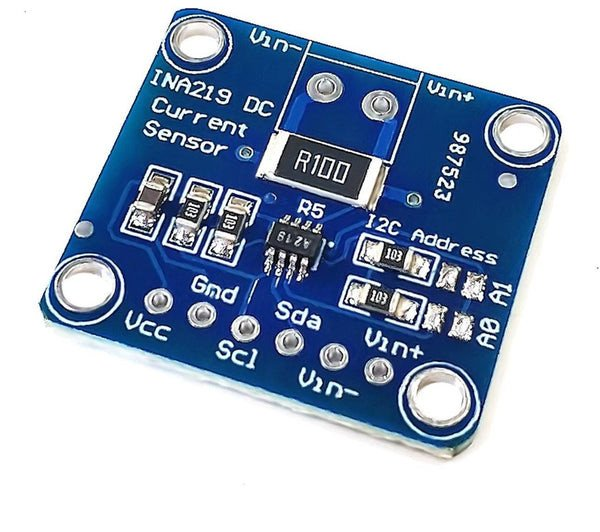 Vin-
Vin+
INA219 DC
Current
Sensor
987523
R100
R5
I2C Address
A219
103
103
103
103
A1
A0
Vcc
Gnd
Scl
Sda
Vin-
Vin+